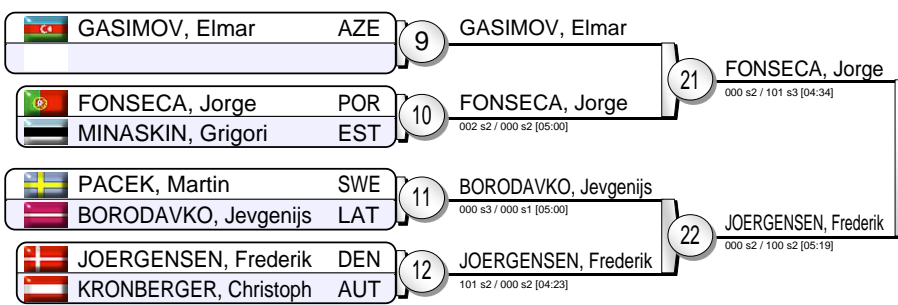 GASIMOV, Elmar AZE
9
GASIMOV, Elmar
21
FONSECA, Jorge
000 s2 / 101 s3 [04:34]
FONSECA, Jorge POR
MINASKIN, Grigori EST
10
FONSECA, Jorge
002 s2 / 000 s2 [05:00]
PACEK, Martin SWE
BORODAVKO, Jevgenijs LAT
11
BORODAVKO, Jevgenijs
000 s3 / 000 s1 [05:00]
22
JOERGENSEN, Frederik
000 s2 / 100 s2 [05:19]
JOERGENSEN, Frederik DEN
KRONBERGER, Christoph AUT
12
JOERGENSEN, Frederik
101 s2 / 000 s2 [04:23]